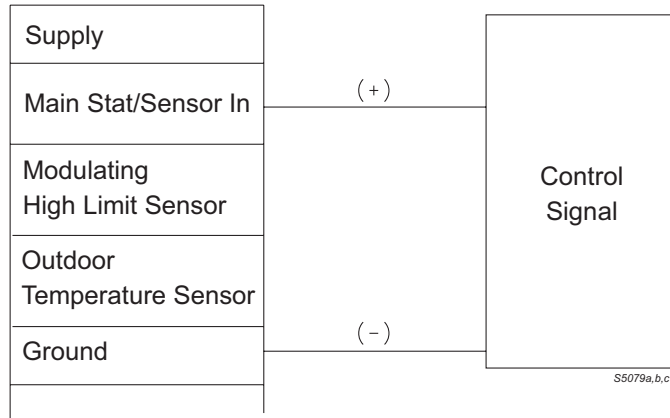 Supply
Main Stat/Sensor In
(+)
Modulating
High Limit Sensor
Control
Signal
Outdoor
Temperature Sensor
Ground
(−)
S5079a,b,c